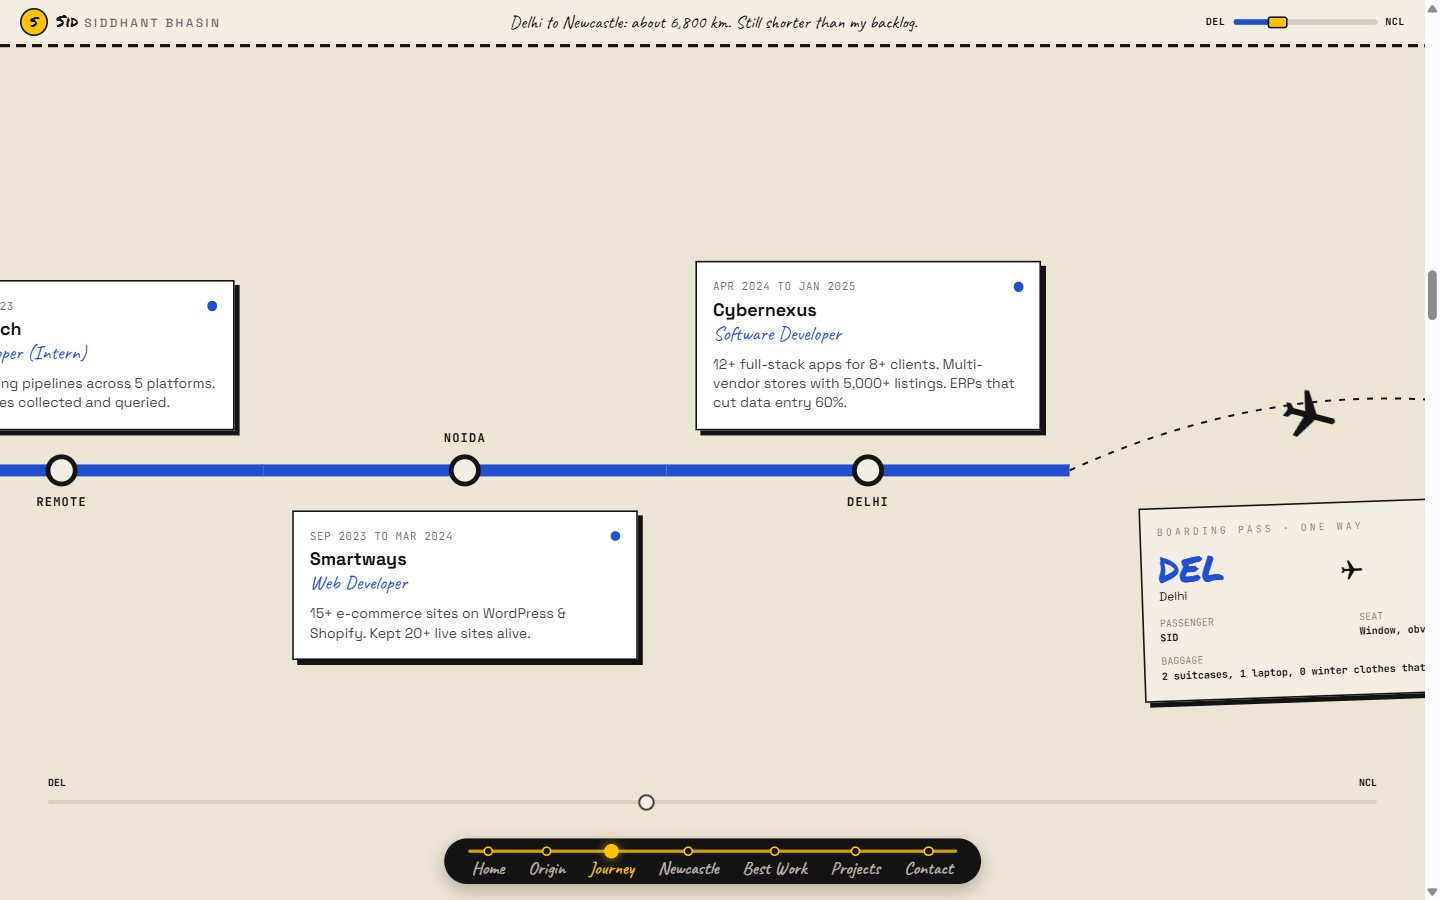 S SID SIDDHANT BHASIN
Delhi to Newcastle: about 6,800 km. Still shorter than my backlog.
DEL NCL
23
ch
oper (Intern)
ng pipelines across 5 platforms.
es collected and queried.
REMOTE
NOIDA
SEP 2023 TO MAR 2024
Smartways
Web Developer
15+ e-commerce sites on WordPress &
Shopify. Kept 20+ live sites alive.
APR 2024 TO JAN 2025
Cybernexus
Software Developer
12+ full-stack apps for 8+ clients. Multi-
vendor stores with 5,000+ listings. ERPs that
cut data entry 60%.
DELHI
BOARDING PASS · ONE WAY
DEL
Delhi
PASSENGER
SID
SEAT
Window, obv
BAGGAGE
2 suitcases, 1 laptop, 0 winter clothes that
DEL NCL
Home Origin Journey Newcastle Best Work Projects Contact